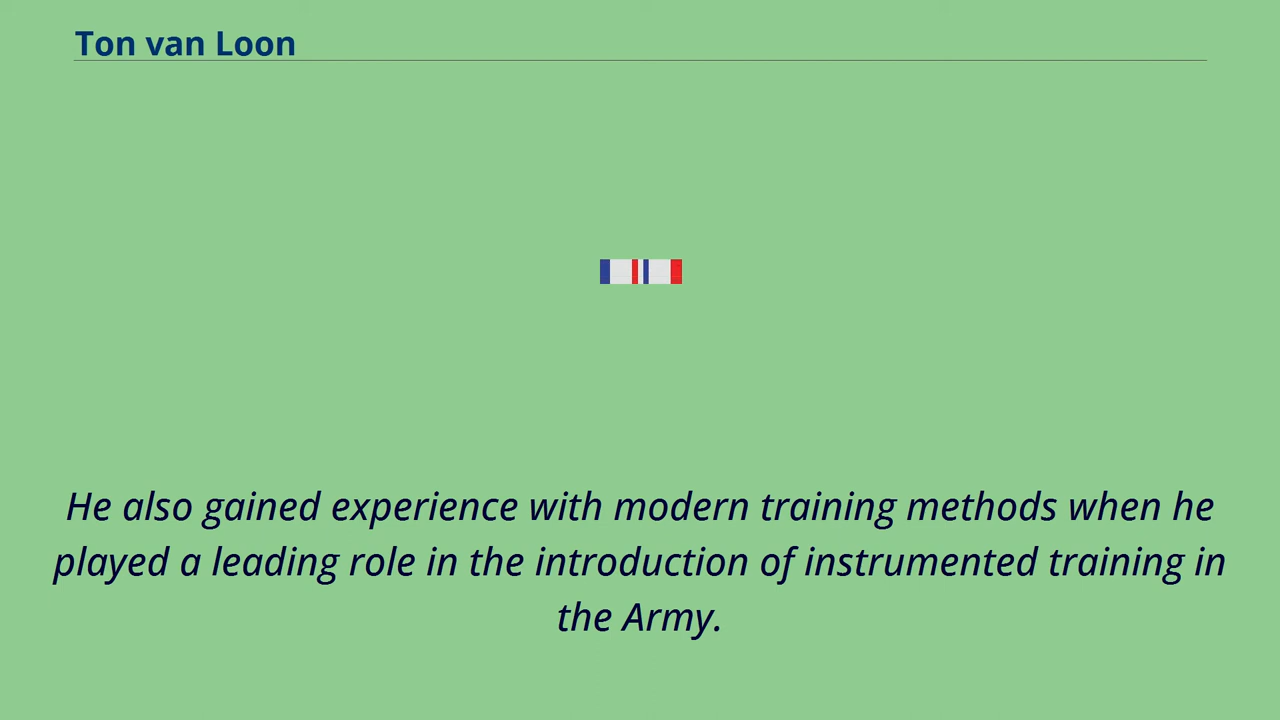 Ton van Loon
He also gained experience with modern training methods when he
played a leading role in the introduction of instrumented training in
the Army.